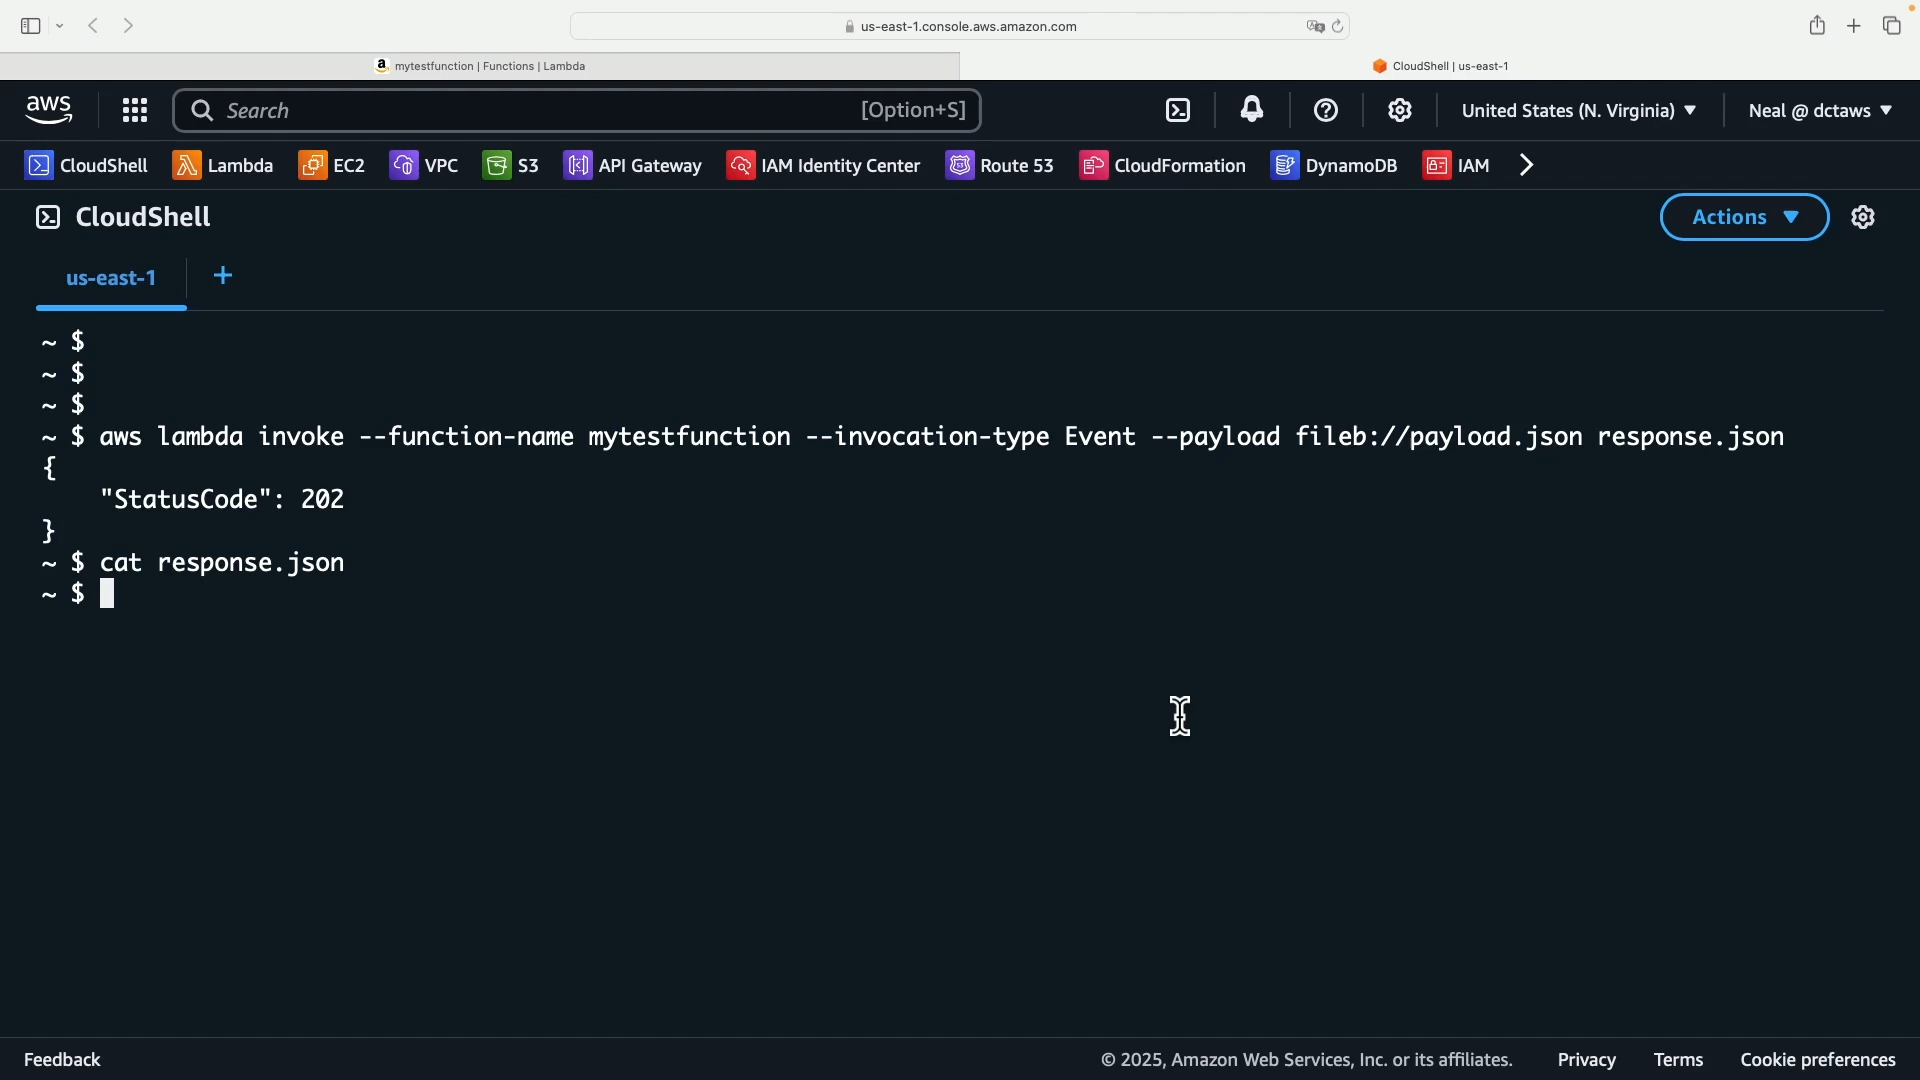 us-east-1.console.aws.amazon.com
mytestfunction | Functions | Lambda
CloudShell | us-east-1
aws
Search
[Option+S]
United States (N. Virginia)
Neal @ dctaws
CloudShell
Lambda
EC2
VPC
S3
API Gateway
IAM Identity Center
Route 53
CloudFormation
DynamoDB
IAM
CloudShell
Actions
us-east-1
+
~ $
~ $
~ $
~ $ aws lambda invoke --function-name mytestfunction --invocation-type Event --payload fileb://payload.json response.json
{
    "StatusCode": 202
}
~ $ cat response.json
~ $
Feedback
© 2025, Amazon Web Services, Inc. or its affiliates.
Privacy
Terms
Cookie preferences